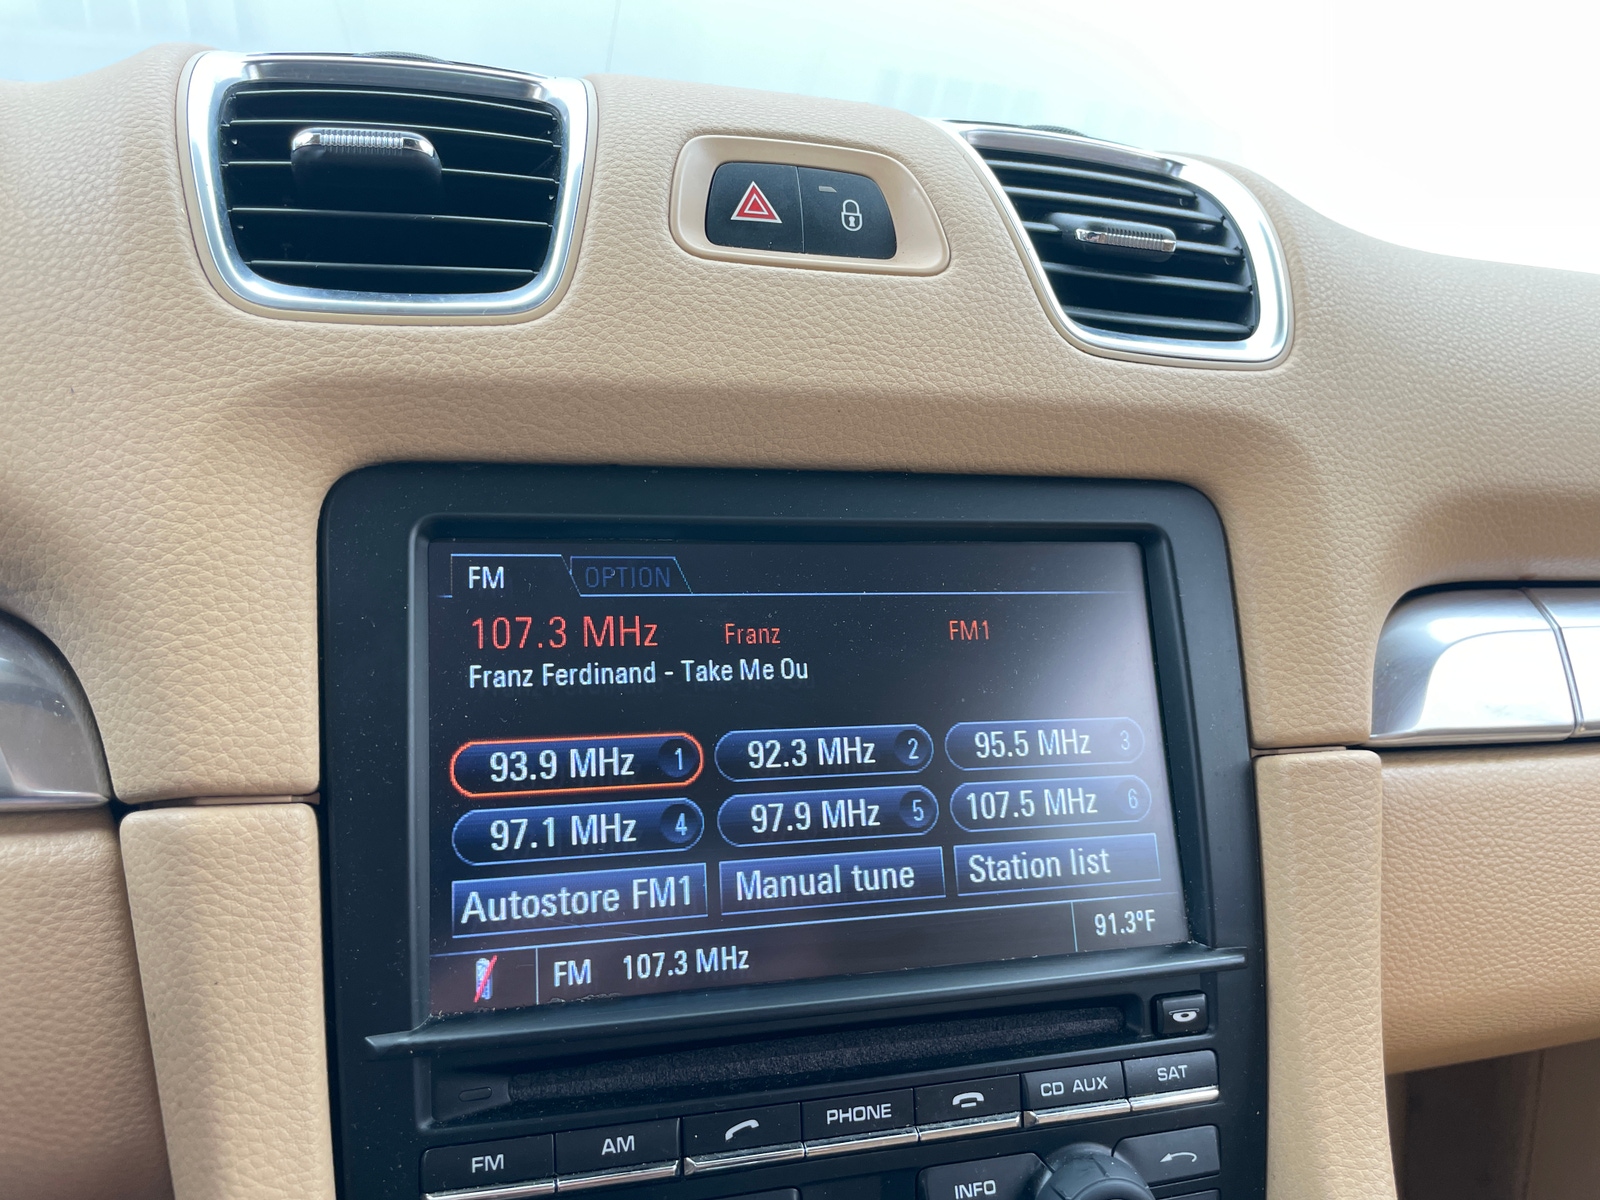 FM OPTION
107.3 MHz Franz FM1
Franz Ferdinand - Take Me Ou
93.9 MHz 1 92.3 MHz 2 95.5 MHz 3
97.1 MHz 4 97.9 MHz 5 107.5 MHz 6
Autostore FM1 Manual tune Station list
FM 107.3 MHz 91.3°F
FM AM PHONE CD AUX SAT
INFO